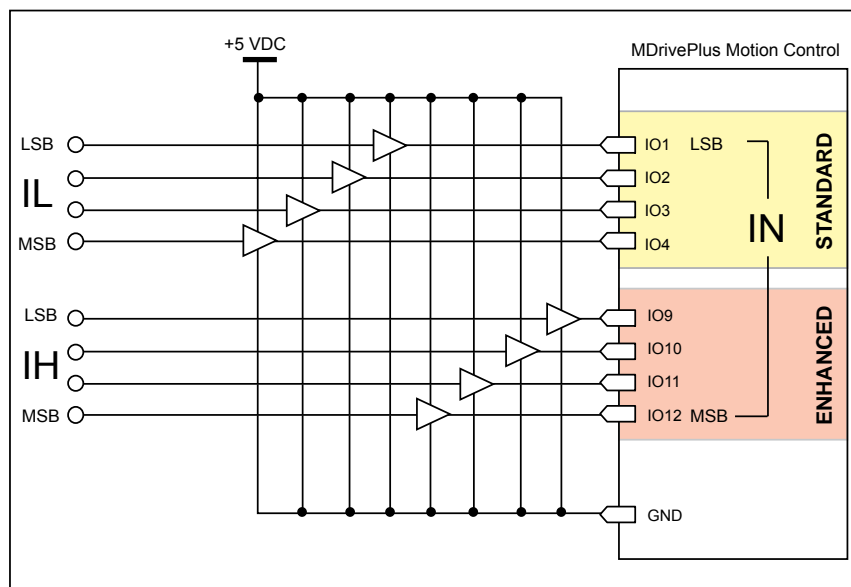 +5 VDC
MDrivePlus Motion Control
LSB
IL
MSB
IO1 LSB
IO2
IO3
IO4
IN
STANDARD
LSB
IH
MSB
IO9
IO10
IO11
IO12 MSB
ENHANCED
GND